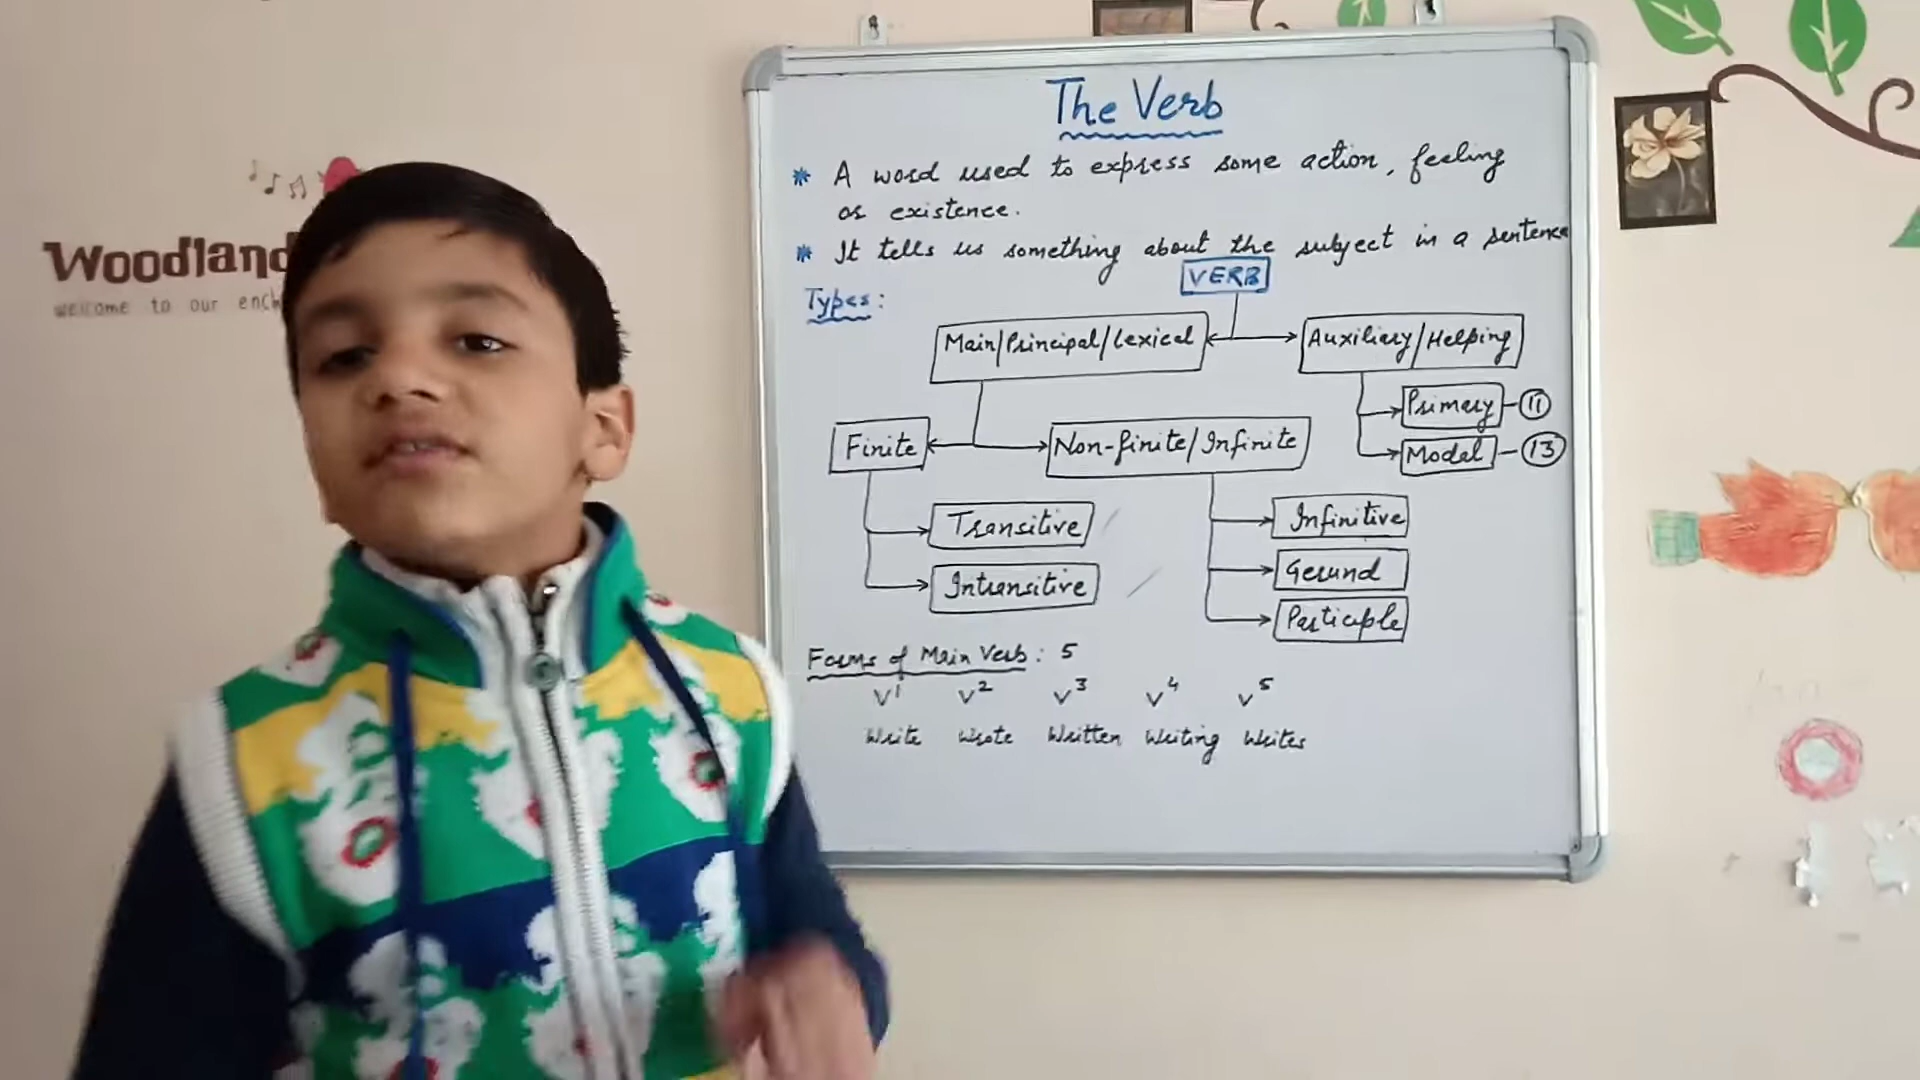 Woodland
welcome to our
The Verb
* A word used to express some action, feeling
or existence.
* It tells us something about the subject in a sentence
VERB
Types:
Main/Principal/Lexical
Auxiliary/Helping
Primary - 11
Modal - 13
Finite
Non-finite/Infinite
Transitive
Intransitive
Infinitive
Gerund
Participle
Forms of Main Verb: 5
V1 V2 V3 V4 V5
Write Wrote Written Writing Writes